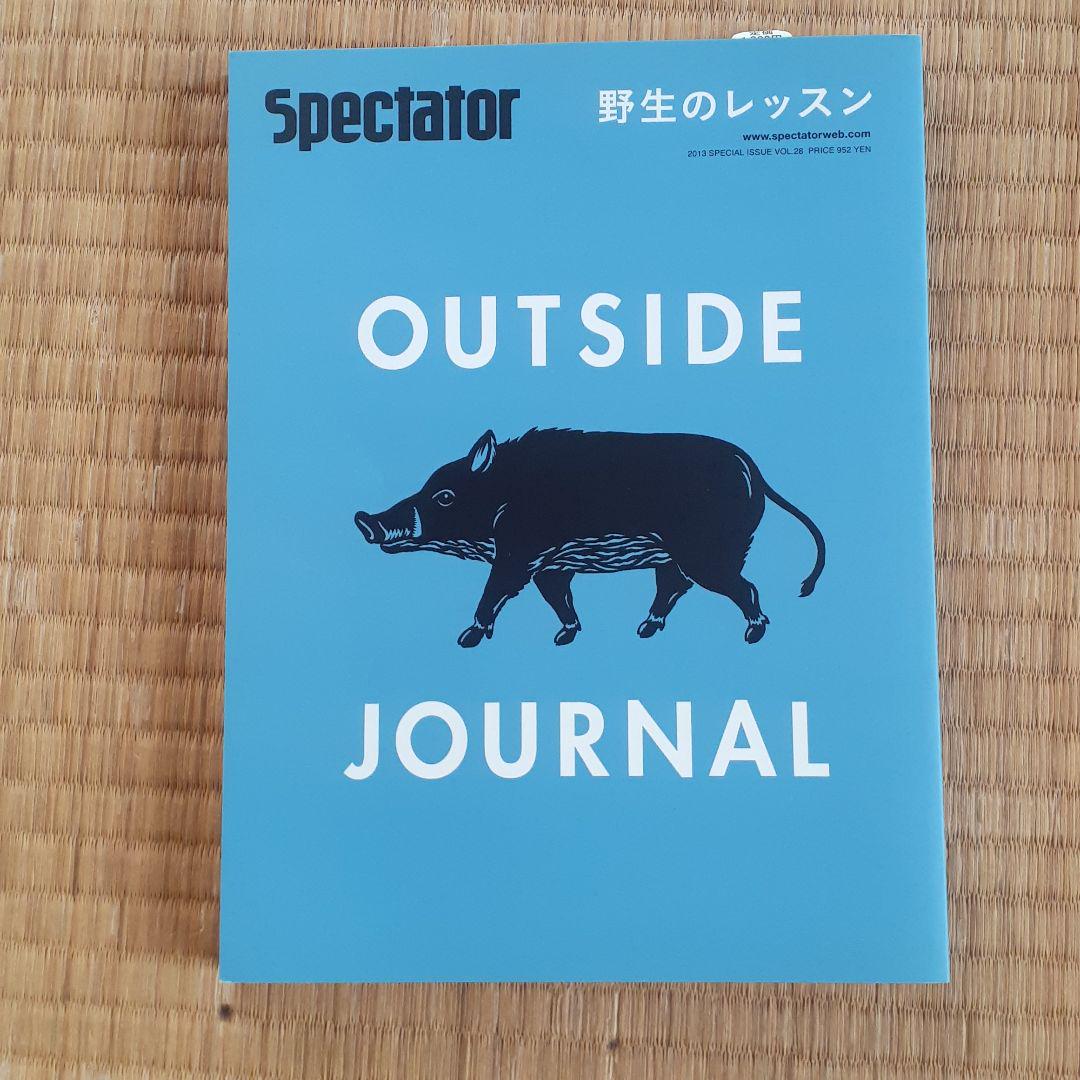 Spectator
野生のレッスン
www.spectatorweb.com
2013 SPECIAL ISSUE VOL.28 PRICE 952 YEN
OUTSIDE
JOURNAL